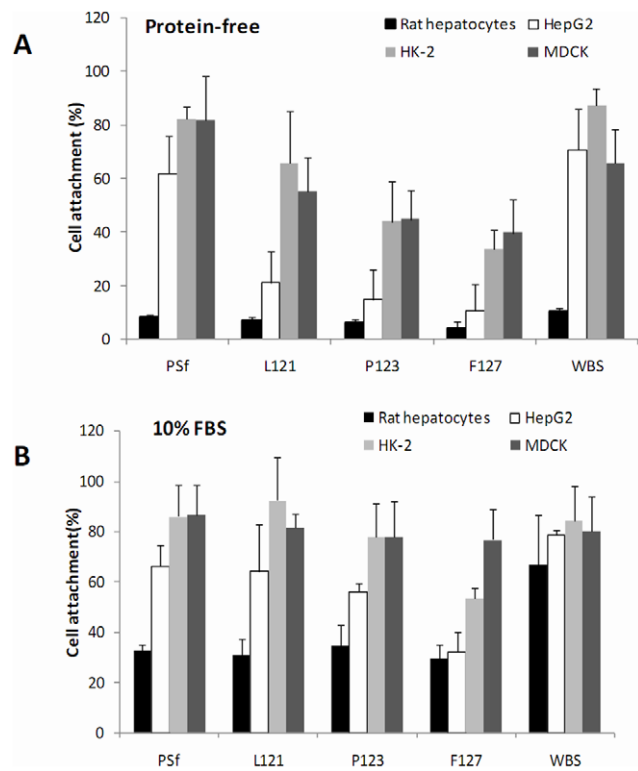 A
Protein-free
Rat hepatocytes HepG2
HK-2 MDCK
Cell attachment (%)
120
100
80
60
40
20
0
PSf L121 P123 F127 WBS
B
10% FBS
Rat hepatocytes HepG2
HK-2 MDCK
Cell attachment(%)
120
100
80
60
40
20
0
PSf L121 P123 F127 WBS